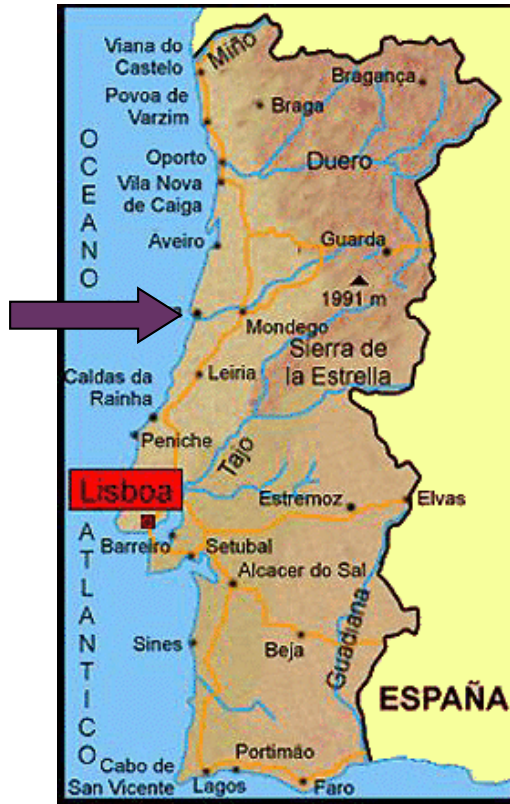 Viana do
Castelo
Miño
Bragança
Braga
Povoa de
Varzim
Oporto
Duero
Vila Nova
de Caiga
Aveiro
Guarda
1991 m
Mondego
Sierra de
la Estrella
Leiria
Caldas da
Rainha
Peniche
Tajo
Lisboa
Estremoz
Elvas
Barreiro
Setubal
Alcacer do Sal
Guadiana
Sines
Beja
ESPAÑA
Portimão
Cabo de
San Vicente
Lagos
Faro
OCEANO
ATLANTICO